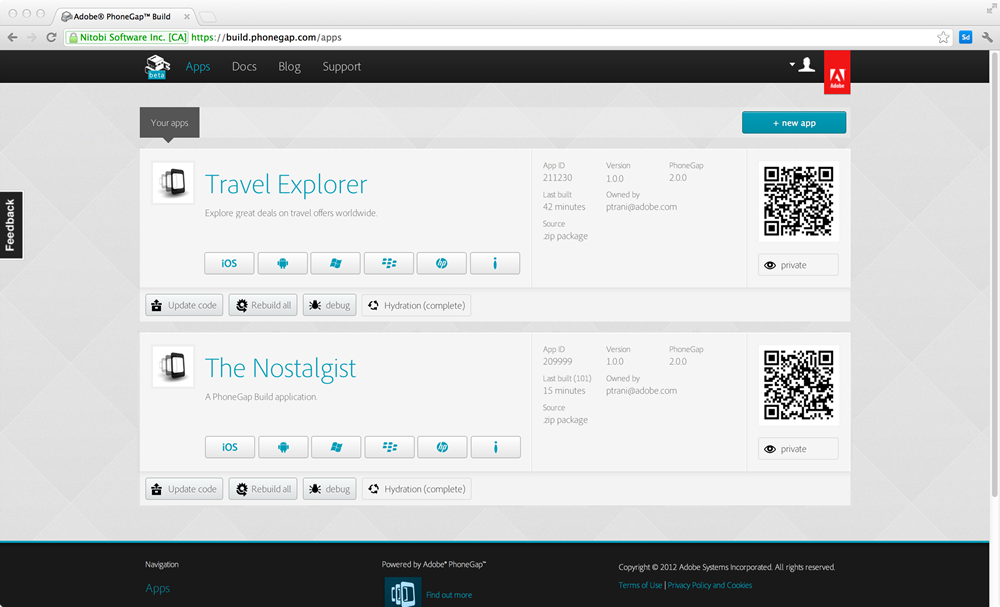 Adobe® PhoneGap™ Build
Nitobi Software Inc. [CA] https://build.phonegap.com/apps
Sd
beta
Apps
Docs
Blog
Support
Adobe
Your apps
+ new app
Feedback
Travel Explorer
Explore great deals on travel offers worldwide.
iOS
hp
App ID
211230
Version
1.0.0
PhoneGap
2.0.0
Last built
42 minutes
Owned by
ptrani@adobe.com
Source
.zip package
private
Update code
Rebuild all
debug
Hydration (complete)
The Nostalgist
A PhoneGap Build application.
iOS
hp
App ID
209999
Version
1.0.0
PhoneGap
2.0.0
Last built (101)
15 minutes
Owned by
ptrani@adobe.com
Source
.zip package
private
Update code
Rebuild all
debug
Hydration (complete)
Navigation
Apps
Powered by Adobe® PhoneGap™
Find out more
Copyright © 2012 Adobe Systems Incorporated. All rights reserved.
Terms of Use | Privacy Policy and Cookies